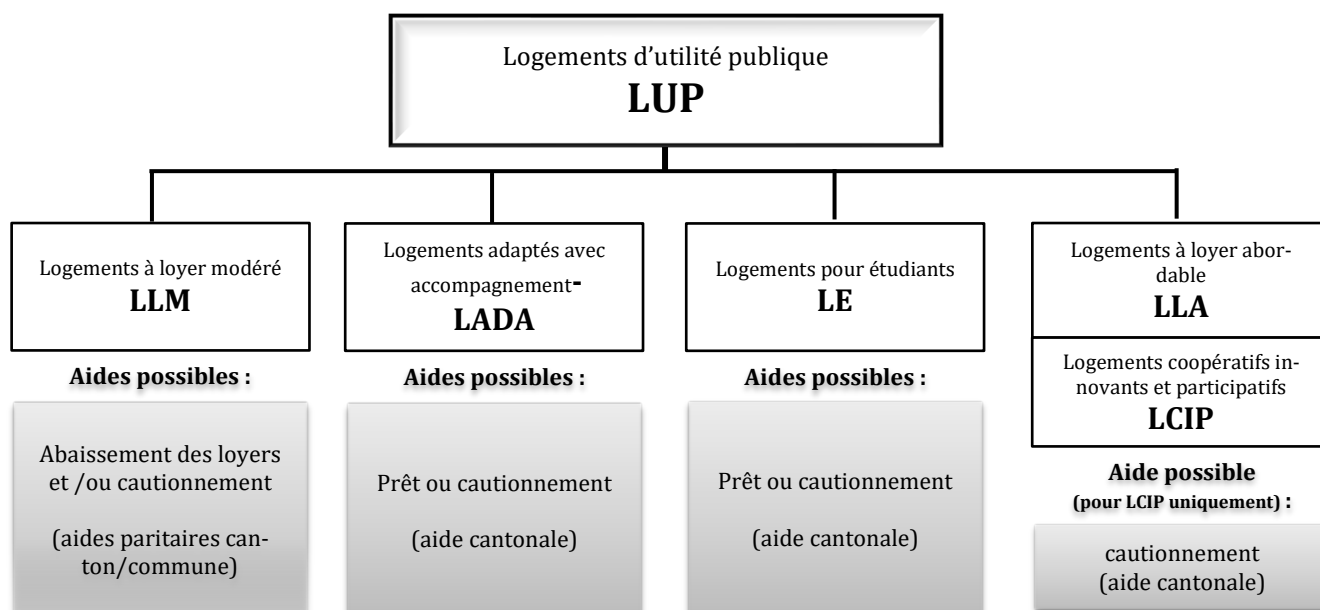 Logements d’utilité publique
LUP
Logements à loyer modéré
LLM
Aides possibles :
Abaissement des loyers
et /ou cautionnement
(aides paritaires can-
ton/commune)
Logements adaptés avec
accompagnement-
LADA
Aides possibles :
Prêt ou cautionnement
(aide cantonale)
Logements pour étudiants
LE
Aides possibles :
Prêt ou cautionnement
(aide cantonale)
Logements à loyer abor-
dable
LLA
Logements coopératifs in-
novants et participatifs
LCIP
Aide possible
(pour LCIP uniquement) :
cautionnement
(aide cantonale)